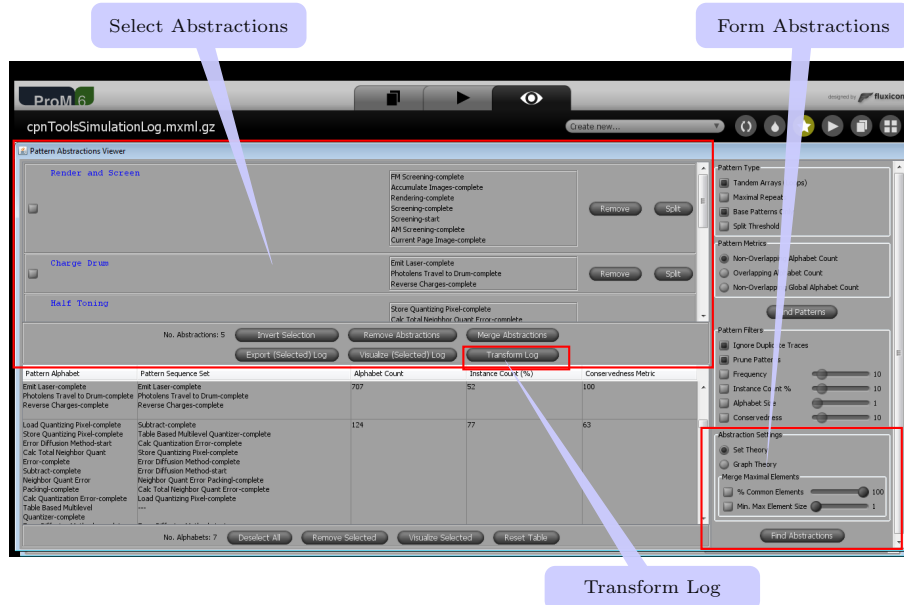 Select Abstractions
Form Abstractions
ProM 6
designed by fluxicon
cpnToolsSimulationLog.mxml.gz
Create new...
Pattern Abstractions Viewer
Render and Screen
FM Screening-complete
Accumulate Images-complete
Rendering-complete
Screening-complete
Screening-start
AM Screening-complete
Current Page Image-complete
Remove
Split
Charge Drum
Emit Laser-complete
Photolens Travel to Drum-complete
Reverse Charges-complete
Remove
Split
Half Toning
Store Quantizing Pixel-complete
Calc Total Neighbor Quant Error-complete
No. Abstractions: 5
Invert Selection
Remove Abstractions
Merge Abstractions
Export (Selected) Log
Visualize (Selected) Log
Transform Log
Pattern Type
Tandem Arrays
Maximal Repeat
Base Patterns
Split Threshold
Pattern Metrics
Non-Overlapping Alphabet Count
Overlapping Alphabet Count
Non-Overlapping Global Alphabet Count
Find Patterns
Pattern Filters
Ignore Duplicate Traces
Prune Patterns
Frequency 10
Instance Count % 10
Alphabet Size 1
Conservedness 10
Abstraction Settings
Set Theory
Graph Theory
Merge Maximal Elements
% Common Elements 100
Min. Max Element Size 1
Find Abstractions
Pattern Alphabet Pattern Sequence Set Alphabet Count Instance Count (%) Conservedness Metric
Emit Laser-complete Emit Laser-complete 707 52 100
Photolens Travel to Drum-complete Photolens Travel to Drum-complete
Reverse Charges-complete Reverse Charges-complete
Load Quantizing Pixel-complete Subtract-complete 124 77 63
Store Quantizing Pixel-complete Table Based Multilevel Quantizer-complete
Error Diffusion Method-start Calc Quantization Error-complete
Calc Total Neighbor Quant Store Quantizing Pixel-complete
Error-complete Error Diffusion Method-complete
Subtract-complete Error Diffusion Method-start
Neighbor Quant Error Neighbor Quant Error Packingl-complete
Packingl-complete Calc Total Neighbor Quant Error-complete
Calc Quantization Error-complete Load Quantizing Pixel-complete
Table Based Multilevel ---
Quantizer-complete
No. Alphabets: 7
Deselect All
Remove Selected
Visualize Selected
Reset Table
Transform Log